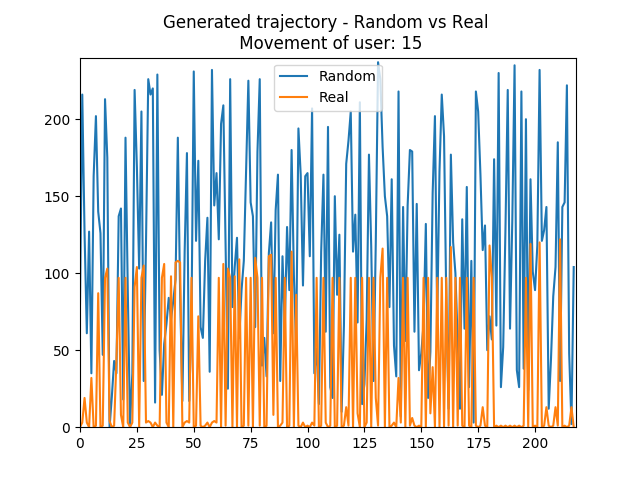 Generated trajectory - Random vs Real
Movement of user: 15
Random
Real
200
150
100
50
0
0 25 50 75 100 125 150 175 200